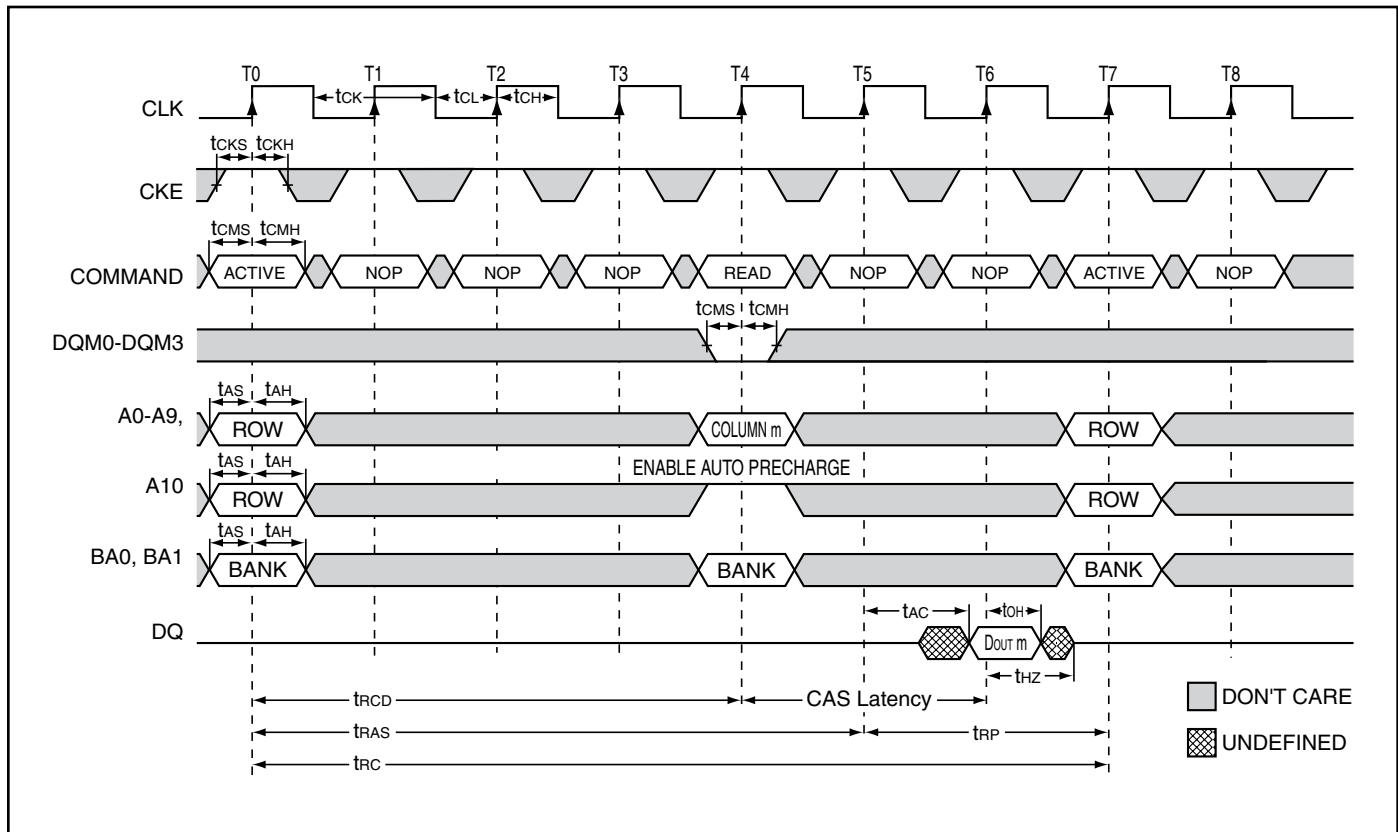 T0 T1 T2 T3 T4 T5 T6 T7 T8
CLK tCK tCL tCH
tCKS tCKH
CKE
tCMS tCMH
COMMAND ACTIVE NOP NOP NOP READ NOP NOP ACTIVE NOP
tCMS tCMH
DQM0-DQM3
tAS tAH
A0-A9, ROW COLUMN m ROW
tAS tAH ENABLE AUTO PRECHARGE
A10 ROW ROW
tAS tAH
BA0, BA1 BANK BANK BANK
tAC tOH
DQ DOUT m
tHZ
tRCD CAS Latency
DON'T CARE
tRAS tRP
UNDEFINED
tRC